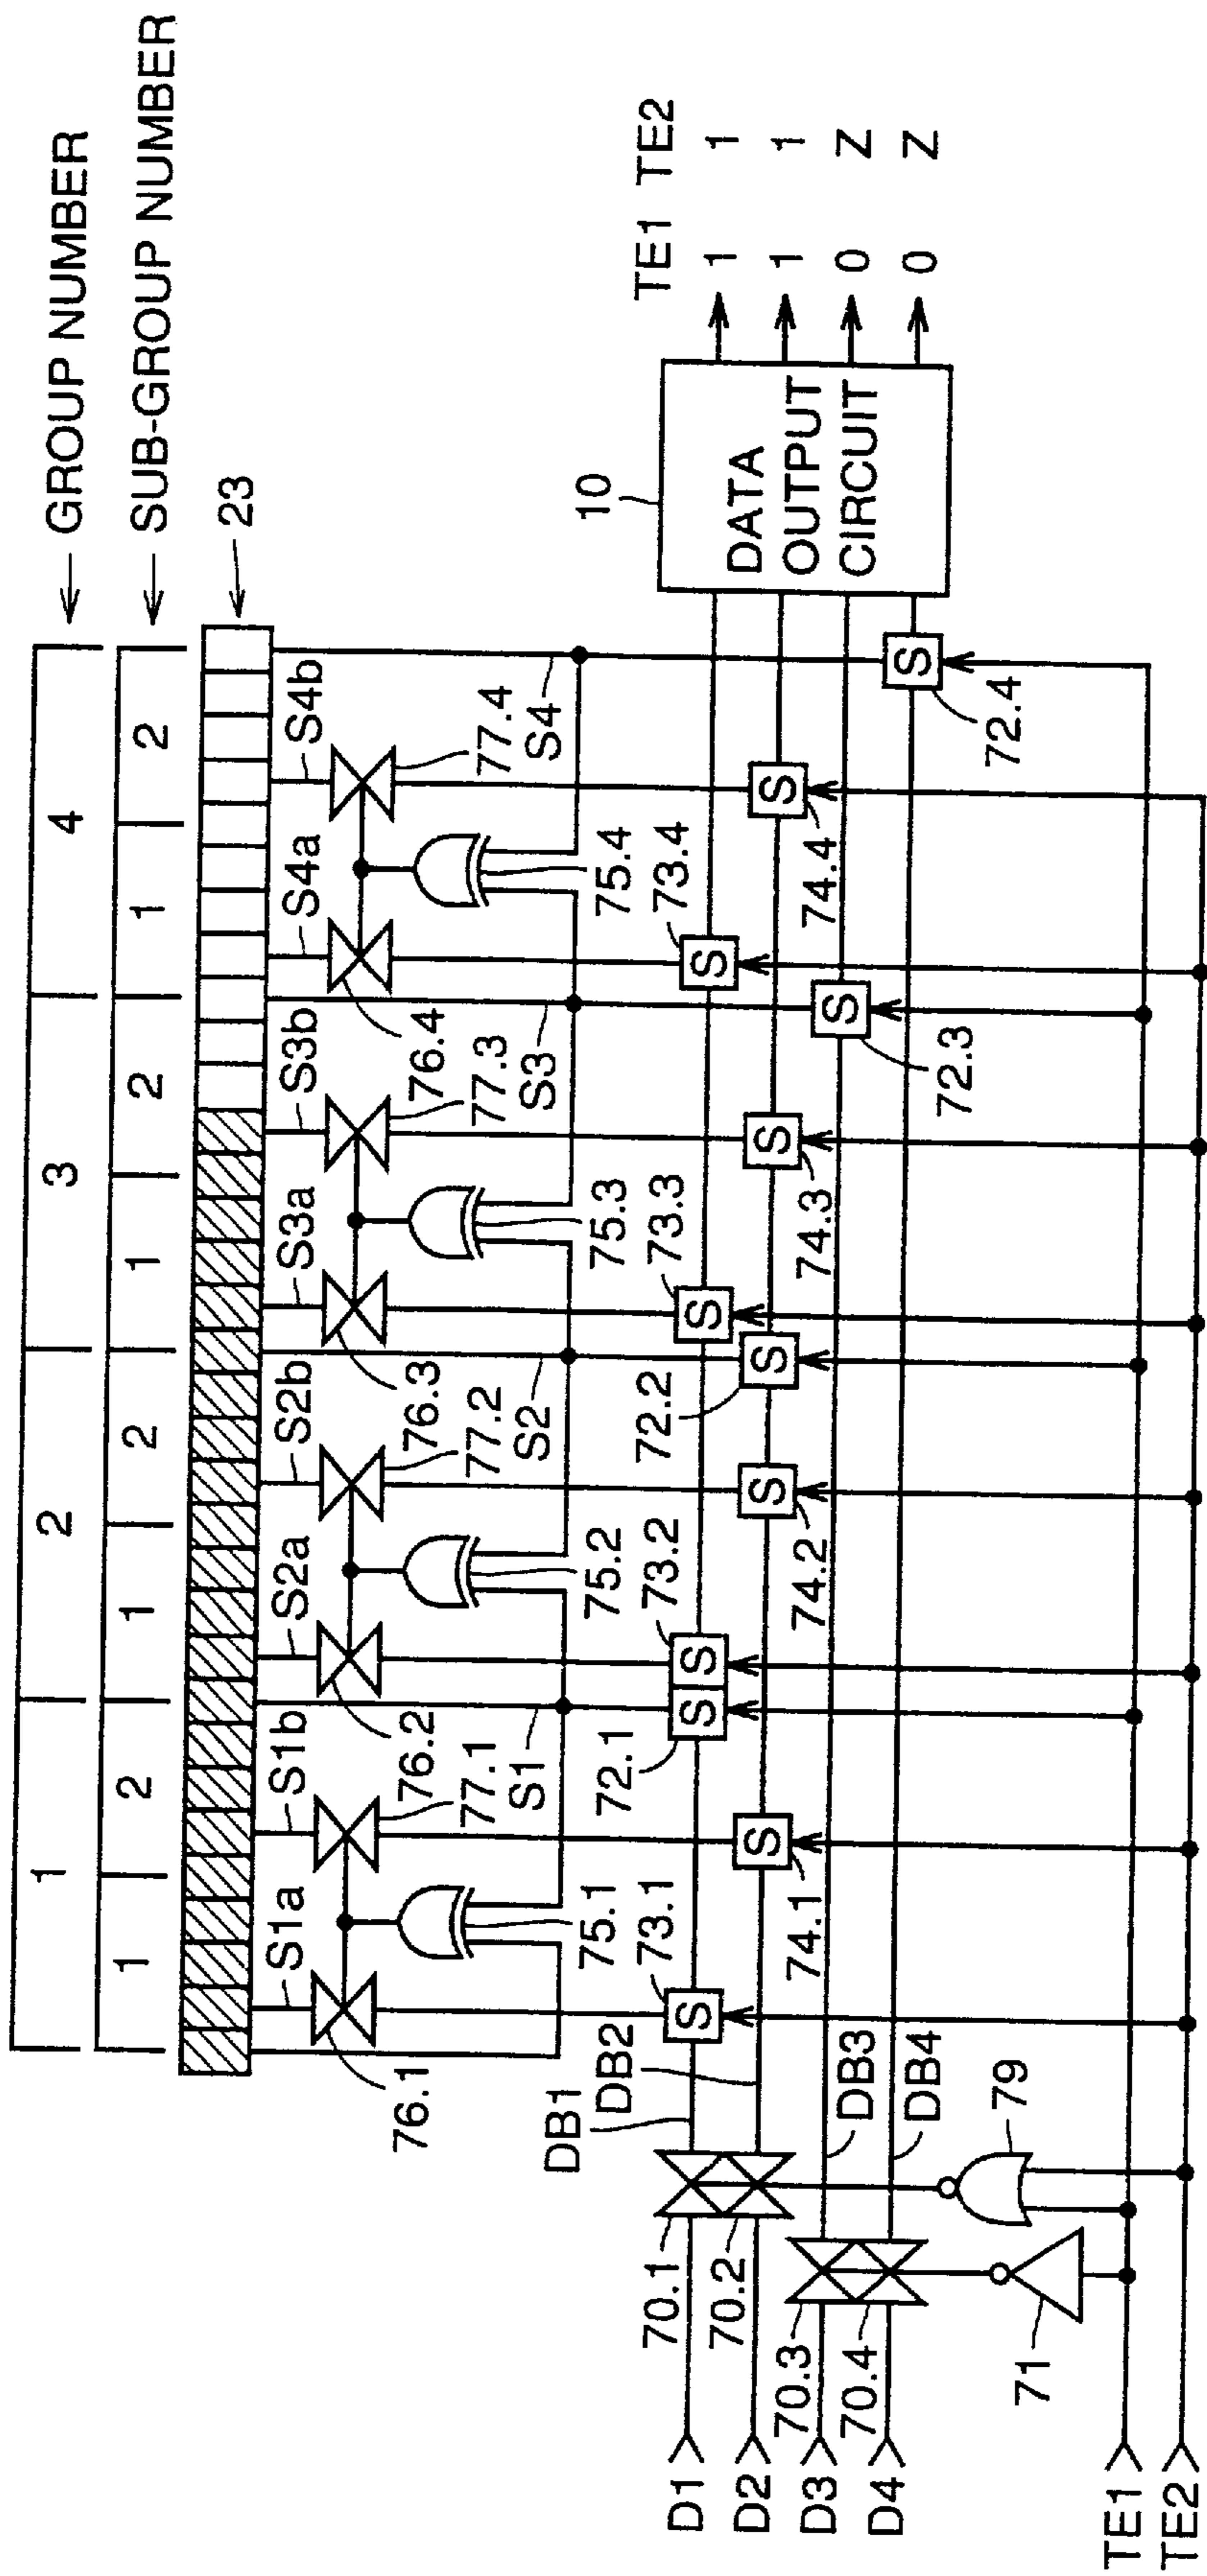 1 2 3 4 ← GROUP NUMBER
1 2 1 2 1 2 1 2 ← SUB-GROUP NUMBER
23
S1a S1b S2a S2b S3a S3b S4a S4b
76.1 77.1 76.2 77.2 76.3 77.3 76.4 77.4
S1 S2 S3 S4
75.1 75.2 75.3 75.4
73.1 72.1 73.2 72.2 73.3 73.4
10
TE1 TE2
DB1
DB2
70.1
70.2
D1
S S S S S
1 1
D2
S S S S S
1 1
DATA
OUTPUT
CIRCUIT
74.1 74.2 74.3 74.4
70.3
70.4
D3
S
0 Z
D4
S
0 Z
DB3
DB4
72.3 72.4
71
79
TE1
TE2